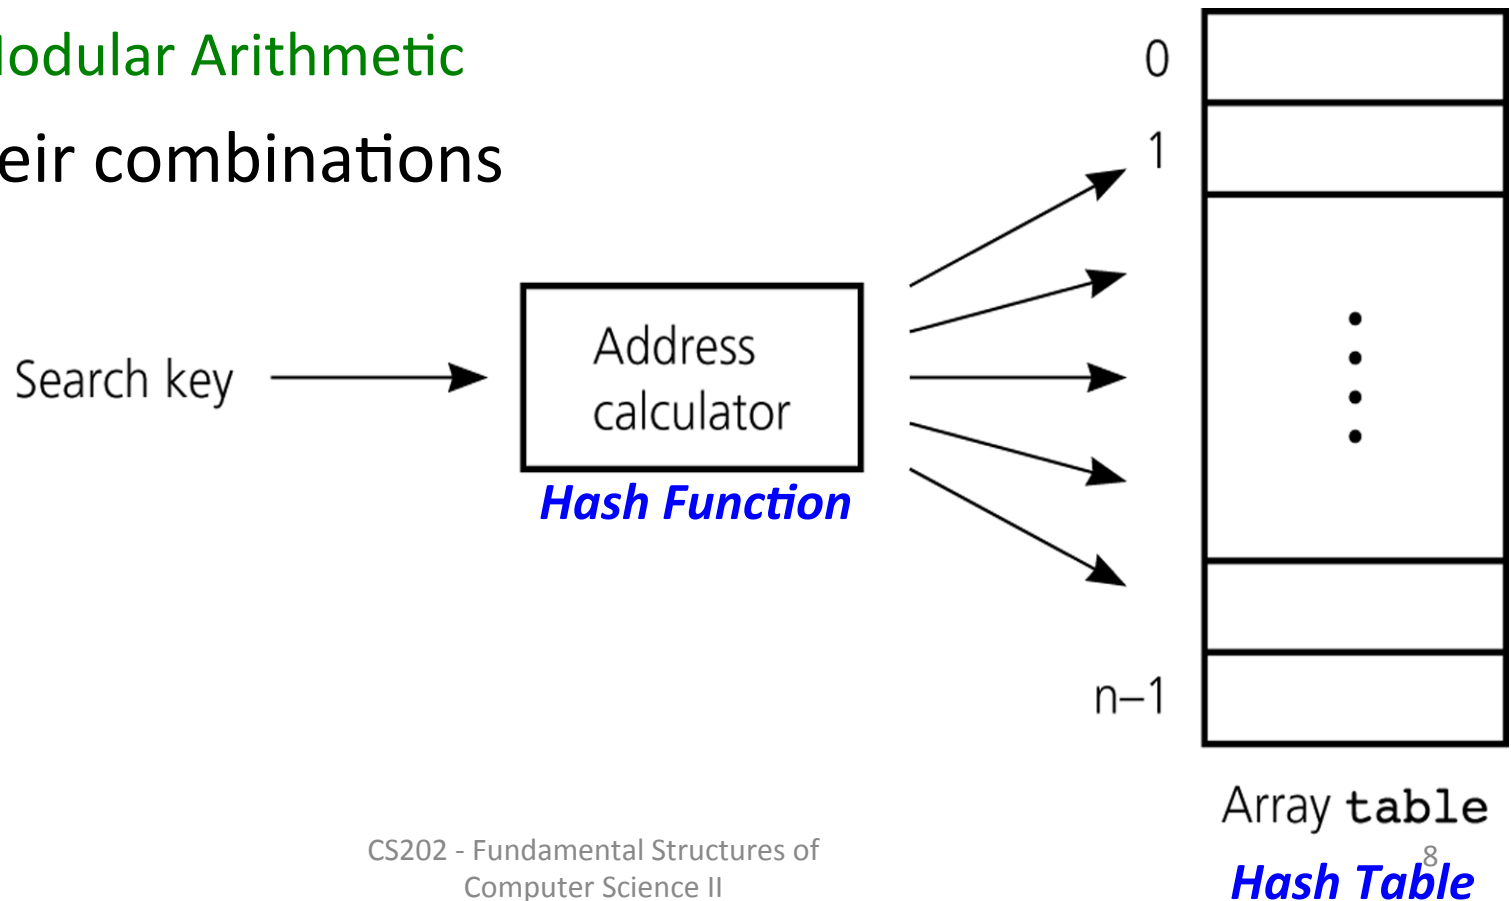 Modular Arithmetic
eir combinations
0
1
Search key
Address
calculator
Hash Function
n–1
Array table
Hash Table
CS202 - Fundamental Structures of
Computer Science II
8